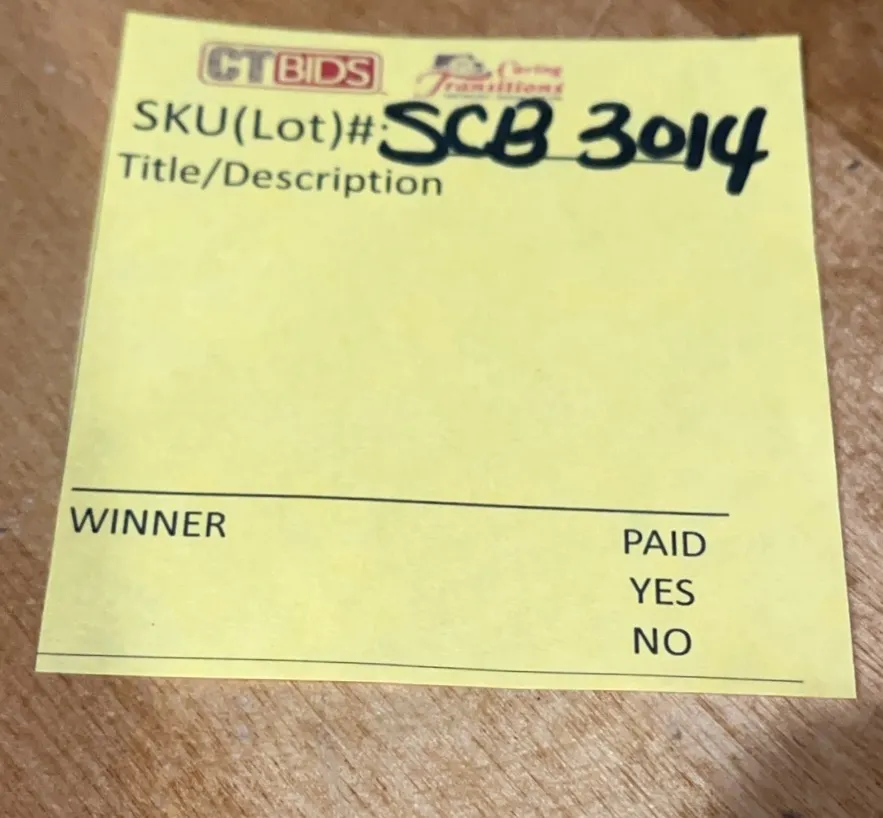 CTBIDS Caring Transitions
SKU(Lot)#: SCB 3014
Title/Description
WINNER PAID
YES
NO